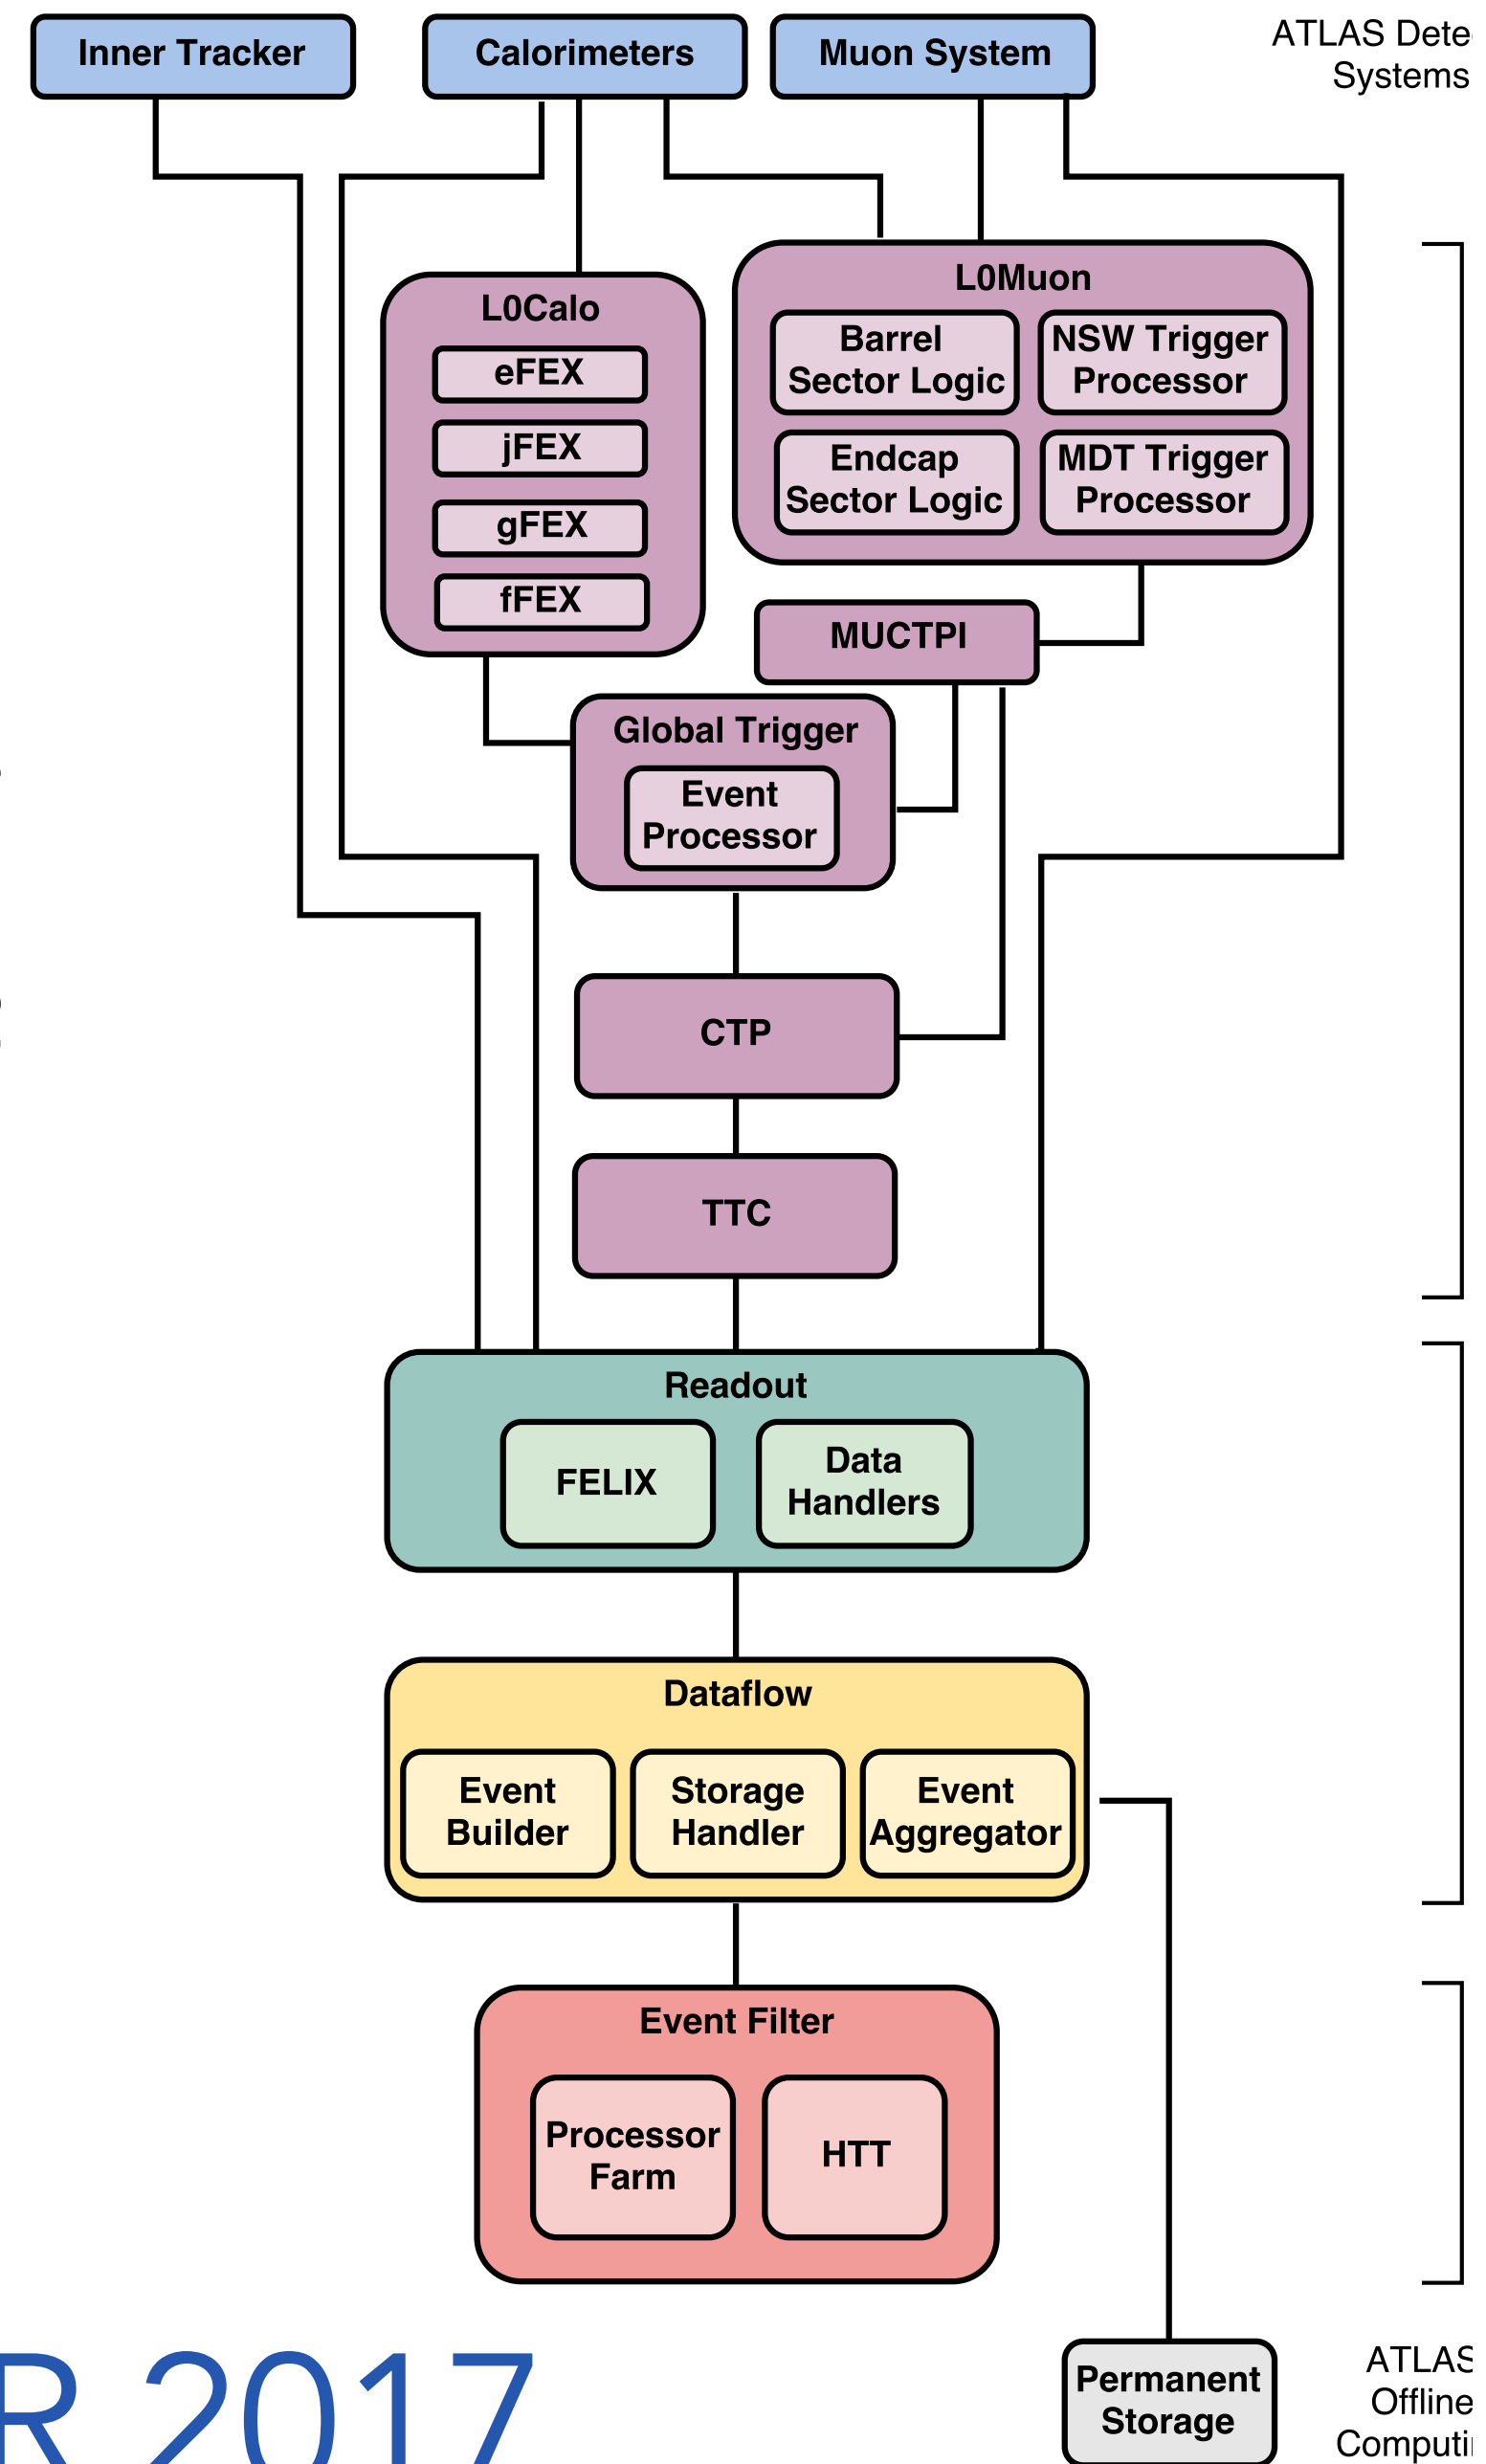 Inner Tracker
Calorimeters
Muon System
ATLAS
Systems
L0Calo
eFEX
jFEX
gFEX
fFEX
L0Muon
Barrel
Sector Logic
NSW Trigger
Processor
Endcap
Sector Logic
MDT Trigger
Processor
MUCTPI
Global Trigger
Event
Processor
CTP
TTC
Readout
FELIX
Data
Handlers
Dataflow
Event
Builder
Storage
Handler
Event
Aggregator
Event Filter
Processor
Farm
HTT
R 2017
Permanent
Storage
ATLAS
Offline